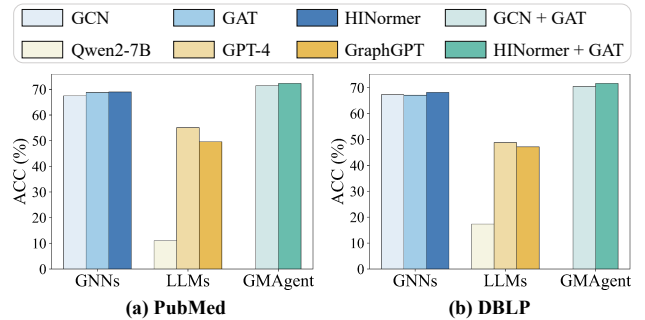 GCN GAT HINormer GCN + GAT
Qwen2-7B GPT-4 GraphGPT HINormer + GAT
ACC (%)
70
60
50
40
30
20
10
0
GNNs LLMs GMAgent
(a) PubMed
ACC (%)
70
60
50
40
30
20
10
0
GNNs LLMs GMAgent
(b) DBLP